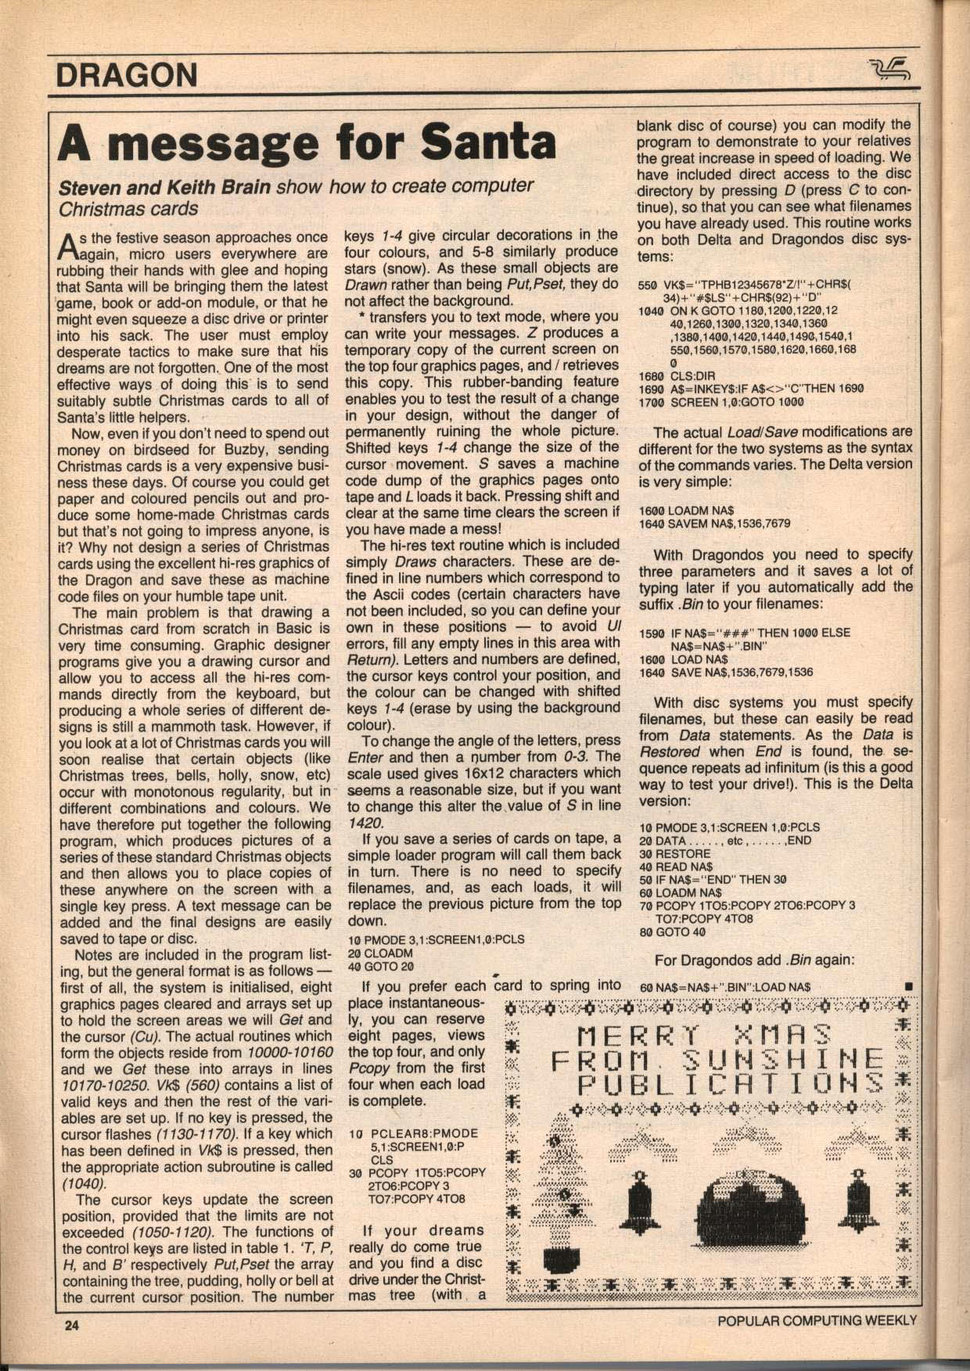 DRAGON
A message for Santa
Steven and Keith Brain show how to create computer
Christmas cards
As the festive season approaches once
again, micro users everywhere are
rubbing their hands with glee and hoping
that Santa will be bringing them the latest
game, book or add-on module, or that he
might even squeeze a disc drive or printer
into his sack. The user must employ
desperate tactics to make sure that his
dreams are not forgotten. One of the most
effective ways of doing this is to send
suitably subtle Christmas cards to all of
Santa's little helpers.
Now, even if you don't need to spend out
money on birdseed for Buzby, sending
Christmas cards is a very expensive busi-
ness these days. Of course you could get
paper and coloured pencils out and pro-
duce some home-made Christmas cards
but that's not going to impress anyone, is
it? Why not design a series of Christmas
cards using the excellent hi-res graphics of
the Dragon and save these as machine
code files on your humble tape unit.
The main problem is that drawing a
Christmas card from scratch in Basic is
very time consuming. Graphic designer
programs give you a drawing cursor and
allow you to access all the hi-res com-
mands directly from the keyboard, but
producing a whole series of different de-
signs is still a mammoth task. However, if
you look at a lot of Christmas cards you will
soon realise that certain objects (like
Christmas trees, bells, holly, snow, etc)
occur with monotonous regularity, but in
different combinations and colours. We
have therefore put together the following
program, which produces pictures of a
series of these standard Christmas objects
and then allows you to place copies of
these anywhere on the screen with a
single key press. A text message can be
added and the final designs are easily
saved to tape or disc.
Notes are included in the program list-
ing, but the general format is as follows —
first of all, the system is initialised, eight
graphics pages cleared and arrays set up
to hold the screen areas we will Get and
the cursor (Cu). The actual routines which
form the objects reside from 10000-10160
and we Get these into arrays in lines
10170-10250. Vk$ (560) contains a list of
valid keys and then the rest of the vari-
ables are set up. If no key is pressed, the
cursor flashes (1130-1170). If a key which
has been defined in Vk$ is pressed, then
the appropriate action subroutine is called
(1040).
The cursor keys update the screen
position, provided that the limits are not
exceeded (1050-1120). The functions of
the control keys are listed in table 1. 'T, P,
H, and B' respectively Put,Pset the array
containing the tree, pudding, holly or bell at
the current cursor position. The number
keys 1-4 give circular decorations in the
four colours, and 5-8 similarly produce
stars (snow). As these small objects are
Drawn rather than being Put,Pset, they do
not affect the background.
* transfers you to text mode, where you
can write your messages. Z produces a
temporary copy of the current screen on
the top four graphics pages, and / retrieves
this copy. This rubber-banding feature
enables you to test the result of a change
in your design, without the danger of
permanently ruining the whole picture.
Shifted keys 1-4 change the size of the
cursor movement. S saves a machine
code dump of the graphics pages onto
tape and L loads it back. Pressing shift and
clear at the same time clears the screen if
you have made a mess!
The hi-res text routine which is included
simply Draws characters. These are de-
fined in line numbers which correspond to
the Ascii codes (certain characters have
not been included, so you can define your
own in these positions — to avoid UI
errors, fill any empty lines in this area with
Return). Letters and numbers are defined,
the cursor keys control your position, and
the colour can be changed with shifted
keys 1-4 (erase by using the background
colour).
To change the angle of the letters, press
Enter and then a number from 0-3. The
scale used gives 16x12 characters which
seems a reasonable size, but if you want
to change this alter the value of S in line
1420.
If you save a series of cards on tape, a
simple loader program will call them back
in turn. There is no need to specify
filenames, and, as each loads, it will
replace the previous picture from the top
down.
10 PMODE 3,1:SCREEN1,0:PCLS
20 CLOADM
40 GOTO 20
If you prefer each card to spring into
place instantaneous-
ly, you can reserve
eight pages, views
the top four, and only
Pcopy from the first
four when each load
is complete.
10 PCLEAR8:PMODE
5,1:SCREEN1,0:P
CLS
30 PCOPY 1TO5:PCOPY
2TO6:PCOPY 3
TO7:PCOPY 4TO8
If your dreams
really do come true
and you find a disc
drive under the Christ-
mas tree (with a
blank disc of course) you can modify the
program to demonstrate to your relatives
the great increase in speed of loading. We
have included direct access to the disc
directory by pressing D (press C to con-
tinue), so that you can see what filenames
you have already used. This routine works
on both Delta and Dragondos disc sys-
tems:
550 VK$="TPHB12345678*Z/!"+CHR$(
34)+"#$LS"+CHR$(92)+"D"
1040 ON K GOTO 1180,1200,1220,12
40,1260,1300,1320,1340,1360
,1380,1400,1420,1440,1490,1540,1
550,1560,1570,1580,1620,1660,168
0
1680 CLS:DIR
1690 A$=INKEY$:IF A$<>"C"THEN 1690
1700 SCREEN 1,0:GOTO 1000
The actual Load/Save modifications are
different for the two systems as the syntax
of the commands varies. The Delta version
is very simple:
1600 LOADM NA$
1640 SAVEM NA$,1536,7679
With Dragondos you need to specify
three parameters and it saves a lot of
typing later if you automatically add the
suffix .Bin to your filenames:
1590 IF NA$="###" THEN 1000 ELSE
NA$=NA$+".BIN"
1600 LOAD NA$
1640 SAVE NA$,1536,7679,1536
With disc systems you must specify
filenames, but these can easily be read
from Data statements. As the Data is
Restored when End is found, the se-
quence repeats ad infinitum (is this a good
way to test your drive!). This is the Delta
version:
10 PMODE 3,1:SCREEN 1,0:PCLS
20 DATA . . . . . , etc , . . . . . ,END
30 RESTORE
40 READ NA$
50 IF NA$="END" THEN 30
60 LOADM NA$
70 PCOPY 1TO5:PCOPY 2TO6:PCOPY 3
TO7:PCOPY 4TO8
80 GOTO 40
For Dragondos add .Bin again:
60 NA$=NA$+".BIN":LOAD NA$
MERRY XMAS
FROM SUNSHINE
PUBLICATIONS
24
POPULAR COMPUTING WEEKLY